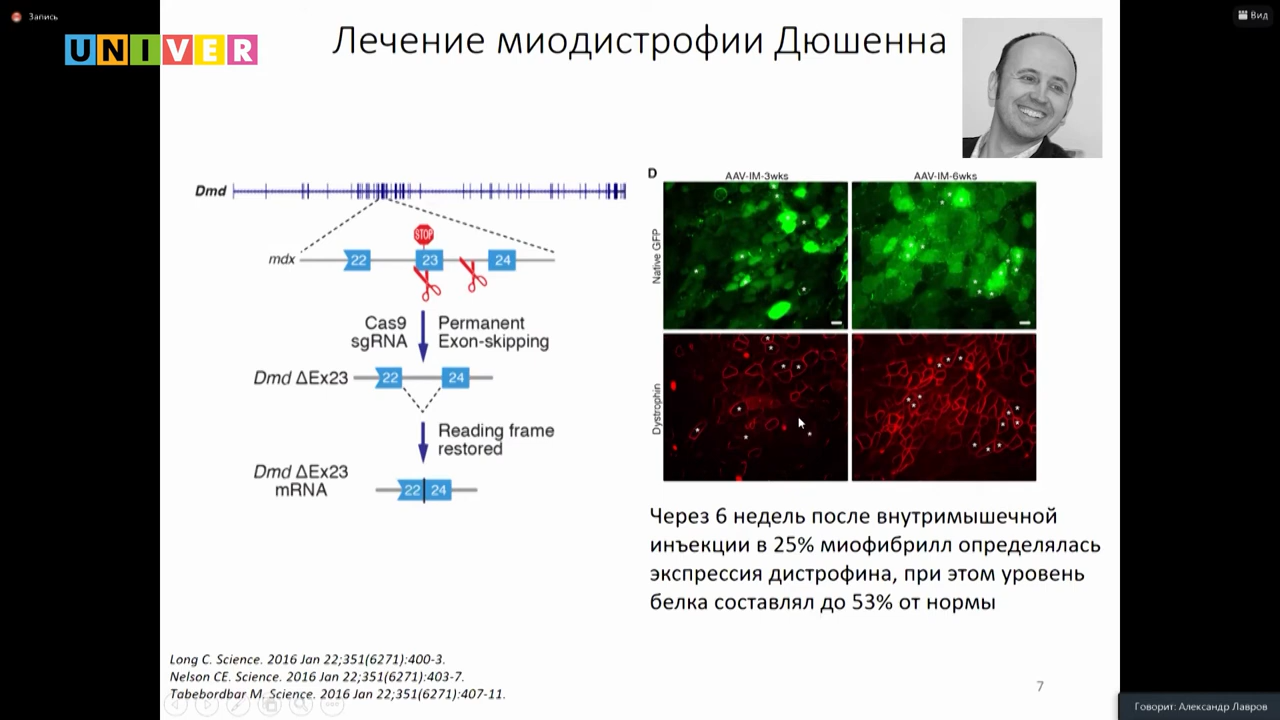 Запись
Вид
UNIVER
Лечение миодистрофии Дюшенна
Dmd
STOP
mdx
22
23
24
Cas9
sgRNA
Permanent
Exon-skipping
Dmd ΔEx23
22
24
Reading frame
restored
Dmd ΔEx23
mRNA
22
24
D
AAV-IM-3wks
AAV-IM-6wks
Native GFP
Dystrophin
Через 6 недель после внутримышечной
инъекции в 25% миофибрилл определялась
экспрессия дистрофина, при этом уровень
белка составлял до 53% от нормы
Long C. Science. 2016 Jan 22;351(6271):400-3.
Nelson CE. Science. 2016 Jan 22;351(6271):403-7.
Tabebordbar M. Science. 2016 Jan 22;351(6271):407-11.
7
Говорит: Александр Лавров